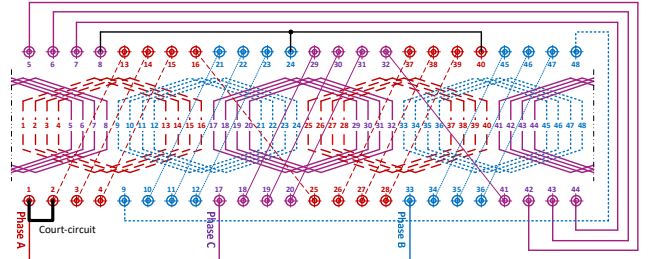 5 6 7 8 13 14 15 16 21 22 23 24 29 30 31 32 37 38 39 40 45 46 47 48
1 2 3 4 5 6 7 8 9 10 11 12 13 14 15 16 17 18 19 20 21 22 23 24 25 26 27 28 29 30 31 32 33 34 35 36 37 38 39 40 41 42 43 44 45 46 47 48
1 2 3 4 9 10 11 12 17 18 19 20 25 26 27 28 33 34 35 36 41 42 43 44
Phase A
Court-circuit
Phase C
Phase B